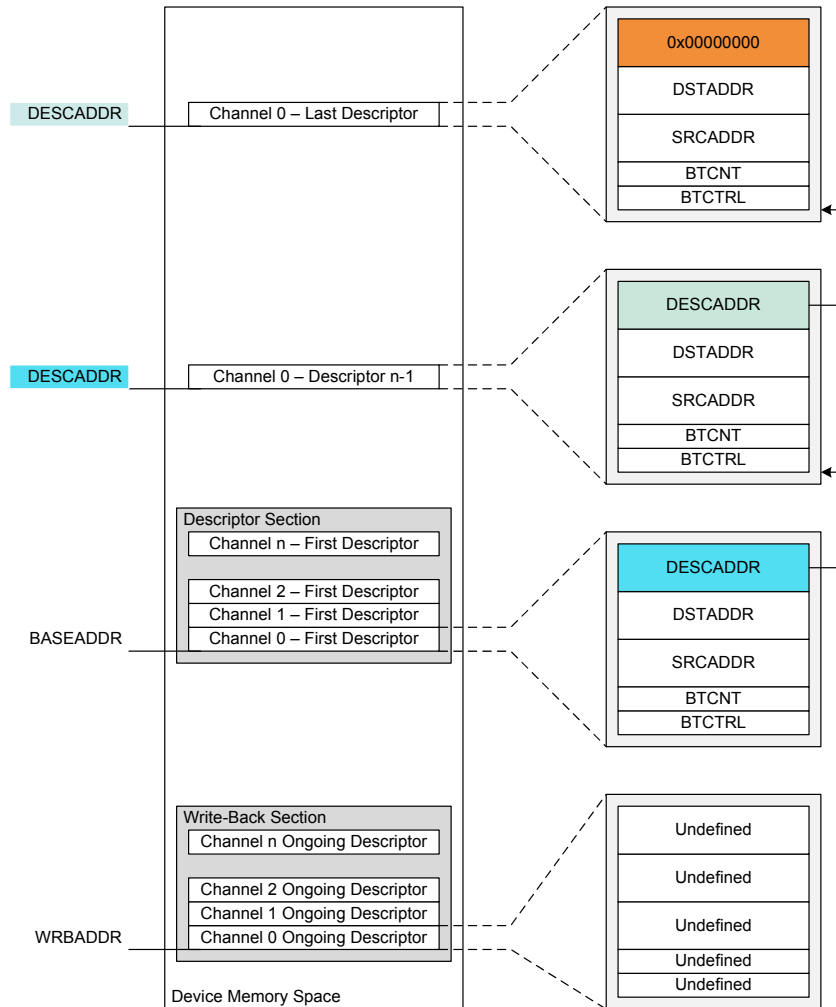 0x00000000
DSTADDR
DESCADDR
Channel 0 – Last Descriptor
SRCADDR
BTCNT
BTCTRL
DESCADDR
DSTADDR
DESCADDR
Channel 0 – Descriptor n-1
SRCADDR
BTCNT
BTCTRL
Descriptor Section
Channel n – First Descriptor
DESCADDR
Channel 2 – First Descriptor
Channel 1 – First Descriptor
DSTADDR
BASEADDR
Channel 0 – First Descriptor
SRCADDR
BTCNT
BTCTRL
Write-Back Section
Channel n Ongoing Descriptor
Undefined
Channel 2 Ongoing Descriptor
Undefined
Channel 1 Ongoing Descriptor
WRBADDR
Channel 0 Ongoing Descriptor
Undefined
Undefined
Undefined
Device Memory Space